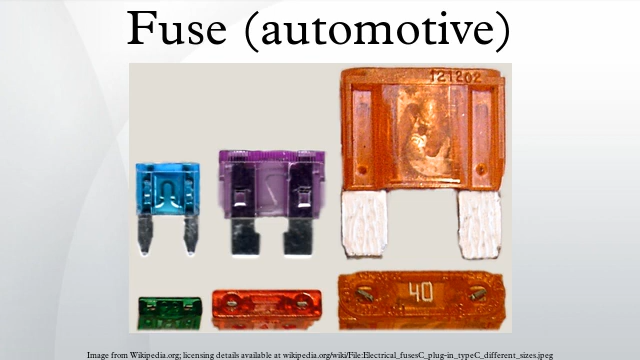 Fuse (automotive)
121202
40
Image from Wikipedia.org; licensing details available at wikipedia.org/wiki/File:Electrical_fusesC_plug-in_typeC_different_sizes.jpeg